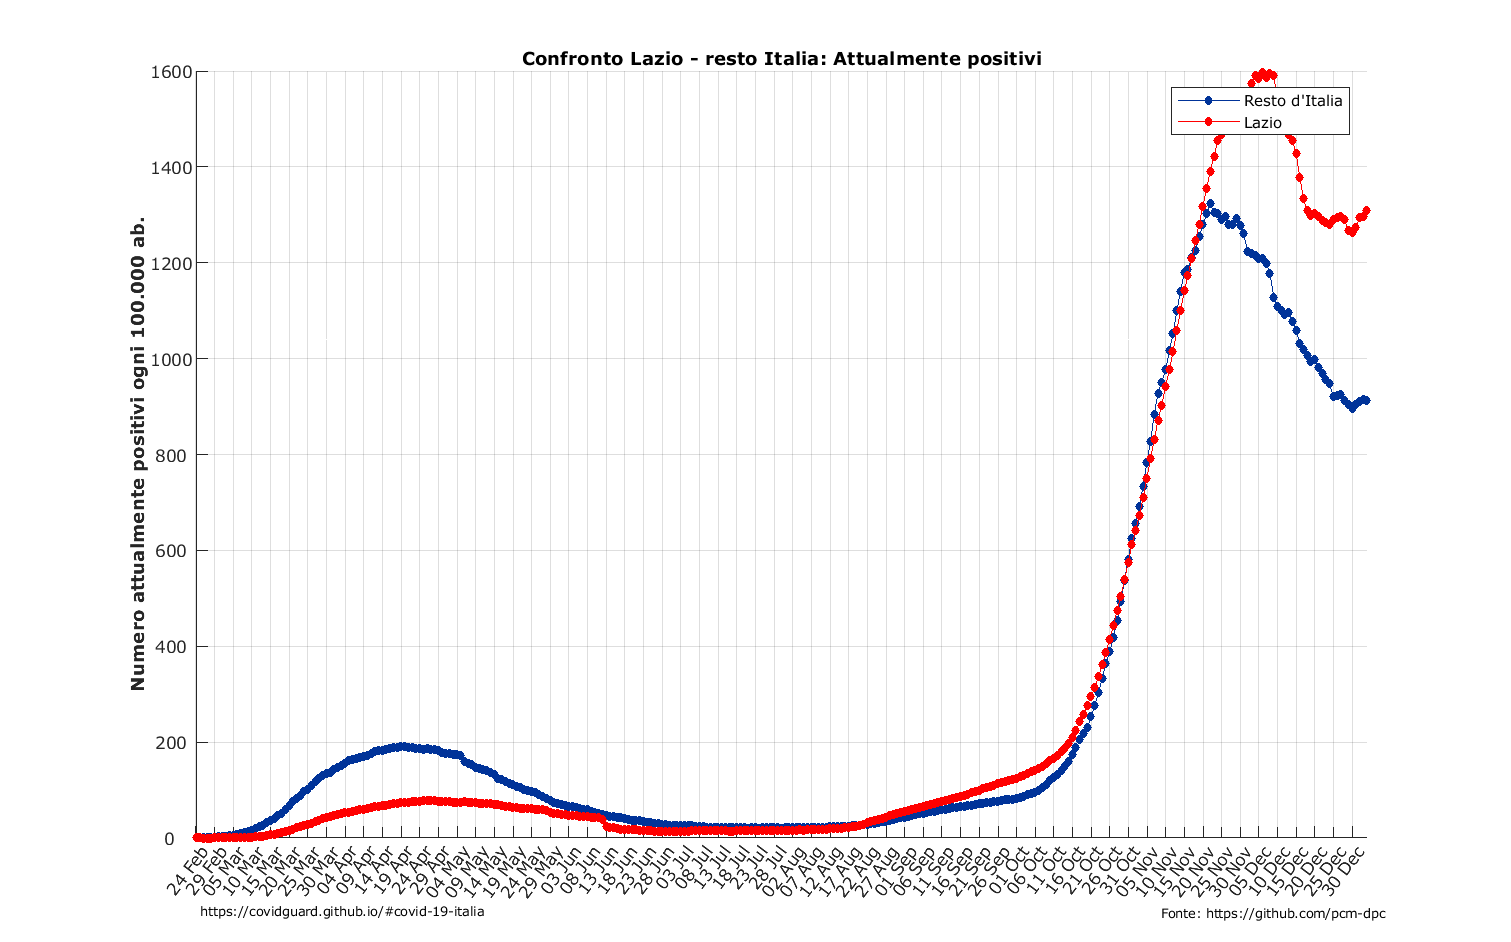 Confronto Lazio - resto Italia: Attualmente positivi
Numero attualmente positivi ogni 100.000 ab.
1600
1400
1200
1000
800
600
400
200
0
Resto d'Italia
Lazio
24 Feb
29 Feb
05 Mar
10 Mar
15 Mar
20 Mar
25 Mar
30 Mar
04 Apr
09 Apr
14 Apr
19 Apr
24 Apr
29 Apr
04 May
09 May
14 May
19 May
24 May
29 May
03 Jun
08 Jun
13 Jun
18 Jun
23 Jun
28 Jun
03 Jul
08 Jul
13 Jul
18 Jul
23 Jul
28 Jul
02 Aug
07 Aug
12 Aug
17 Aug
22 Aug
27 Aug
01 Sep
06 Sep
11 Sep
16 Sep
21 Sep
26 Sep
01 Oct
06 Oct
11 Oct
16 Oct
21 Oct
26 Oct
31 Oct
05 Nov
10 Nov
15 Nov
20 Nov
25 Nov
30 Nov
05 Dec
10 Dec
15 Dec
20 Dec
25 Dec
30 Dec
https://covidguard.github.io/#covid-19-italia
Fonte: https://github.com/pcm-dpc